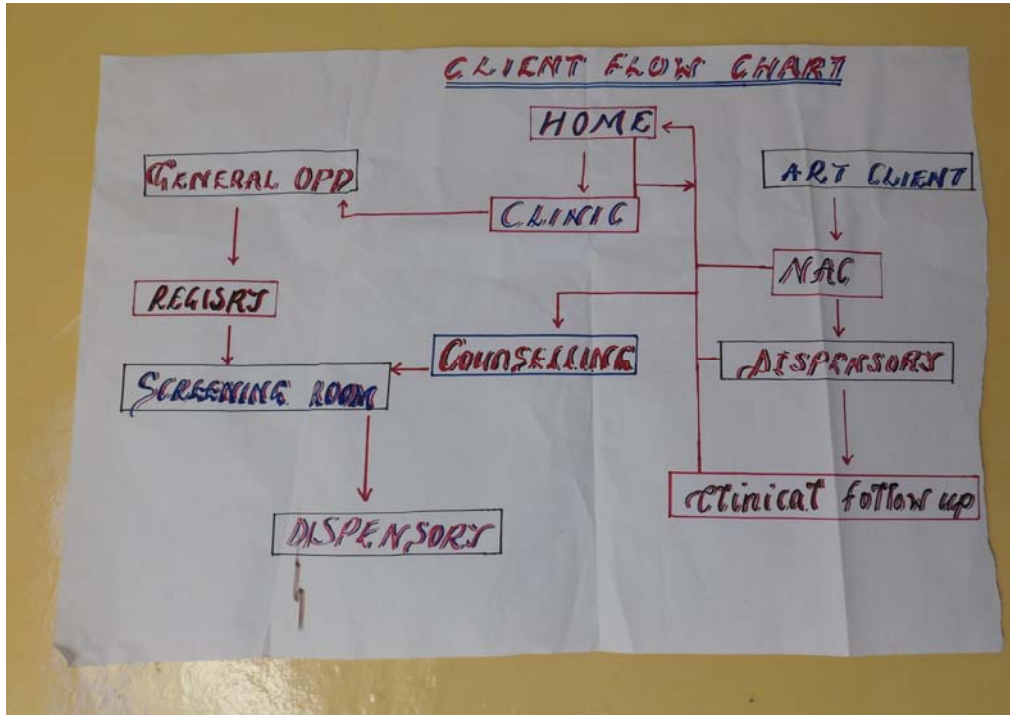 CLIENT FLOW CHART
HOME
GENERAL OPD
ART CLIENT
CLINIC
NAC
REGISRY
COUNSELLING
DISPENSORY
SCREENING ROOM
Clinical follow up
DISPENSORY